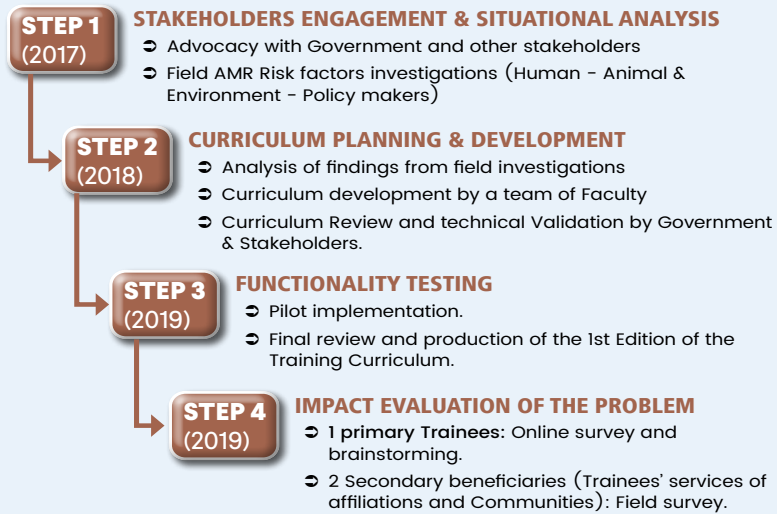 STEP 1
(2017)
STAKEHOLDERS ENGAGEMENT & SITUATIONAL ANALYSIS
➲ Advocacy with Government and other stakeholders
➲ Field AMR Risk factors investigations (Human - Animal &
Environment - Policy makers)
STEP 2
(2018)
CURRICULUM PLANNING & DEVELOPMENT
➲ Analysis of findings from field investigations
➲ Curriculum development by a team of Faculty
➲ Curriculum Review and technical Validation by Government
& Stakeholders.
STEP 3
(2019)
FUNCTIONALITY TESTING
➲ Pilot implementation.
➲ Final review and production of the 1st Edition of the
Training Curriculum.
STEP 4
(2019)
IMPACT EVALUATION OF THE PROBLEM
➲ 1 primary Trainees: Online survey and
brainstorming.
➲ 2 Secondary beneficiaries (Trainees’ services of
affiliations and Communities): Field survey.